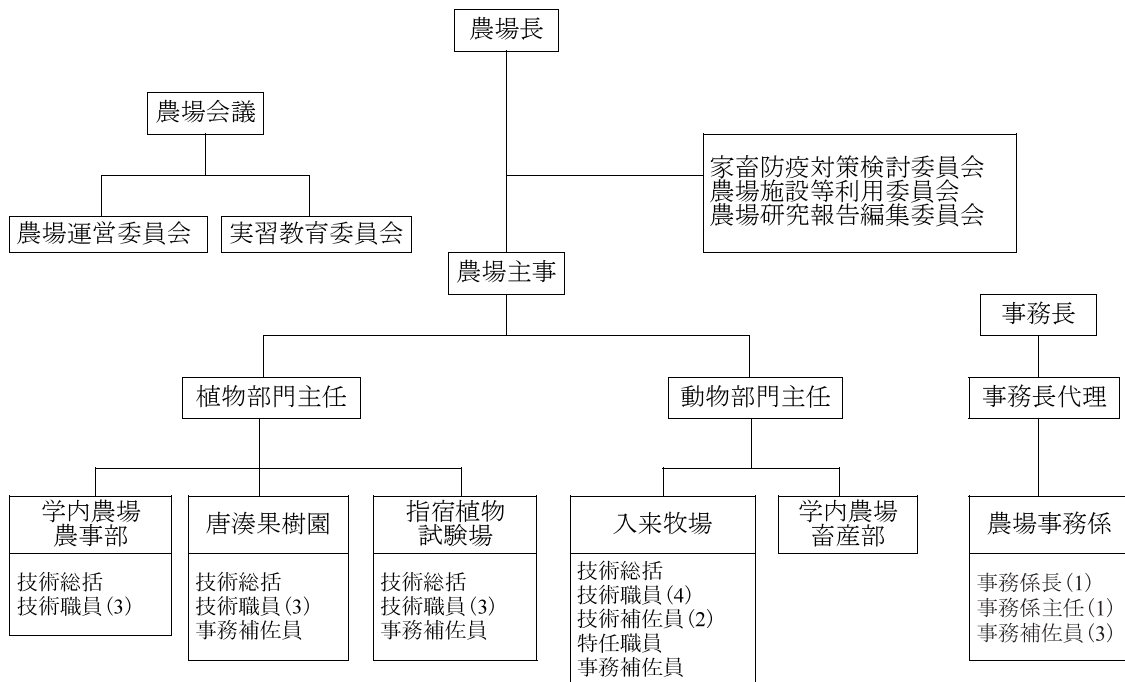 農場長
農場会議
家畜防疫対策検討委員会
農場施設等利用委員会
農場研究報告編集委員会
農場運営委員会
実習教育委員会
農場主事
事務長
植物部門主任
動物部門主任
事務長代理
学内農場
農事部
技術総括
技術職員(3)
唐湊果樹園
技術総括
技術職員(3)
事務補佐員
指宿植物
試験場
技術総括
技術職員(3)
事務補佐員
入来牧場
技術総括
技術職員(4)
技術補佐員(2)
特任職員
事務補佐員
学内農場
畜産部
農場事務係
事務係長(1)
事務係主任(1)
事務補佐員(3)